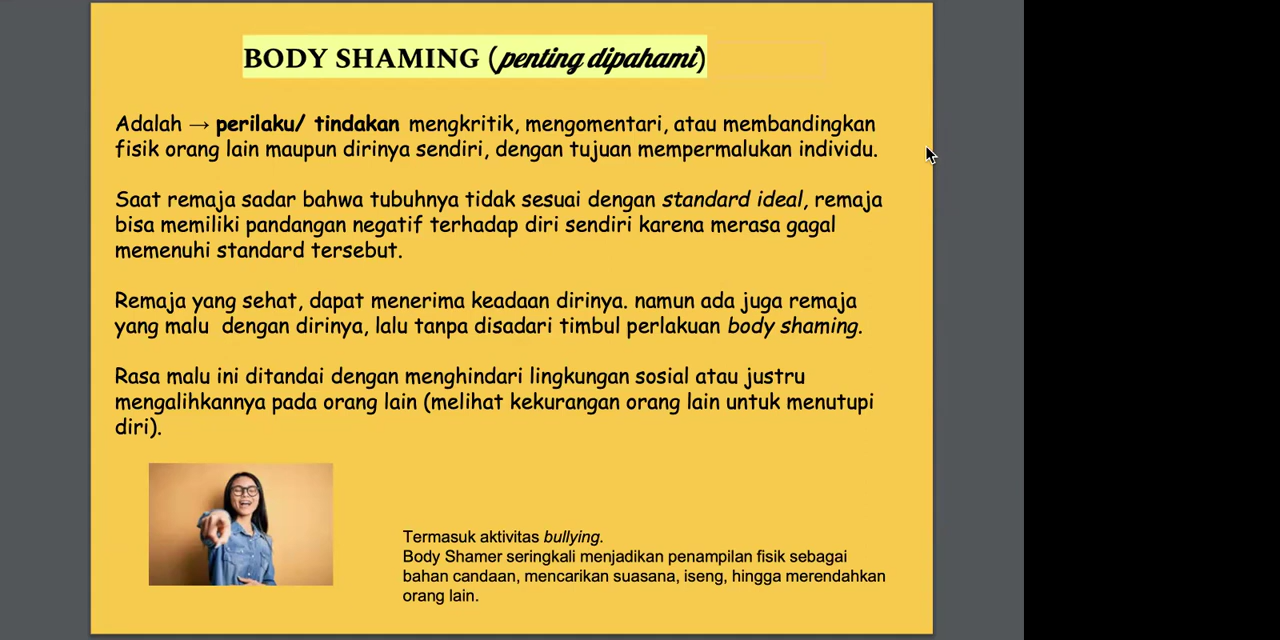 BODY SHAMING (penting dipahami)
Adalah → perilaku/ tindakan mengkritik, mengomentari, atau membandingkan
fisik orang lain maupun dirinya sendiri, dengan tujuan mempermalukan individu.
Saat remaja sadar bahwa tubuhnya tidak sesuai dengan standard ideal, remaja
bisa memiliki pandangan negatif terhadap diri sendiri karena merasa gagal
memenuhi standard tersebut.
Remaja yang sehat, dapat menerima keadaan dirinya. namun ada juga remaja
yang malu dengan dirinya, lalu tanpa disadari timbul perlakuan body shaming.
Rasa malu ini ditandai dengan menghindari lingkungan sosial atau justru
mengalihkannya pada orang lain (melihat kekurangan orang lain untuk menutupi
diri).
Termasuk aktivitas bullying.
Body Shamer seringkali menjadikan penampilan fisik sebagai
bahan candaan, mencarikan suasana, iseng, hingga merendahkan
orang lain.